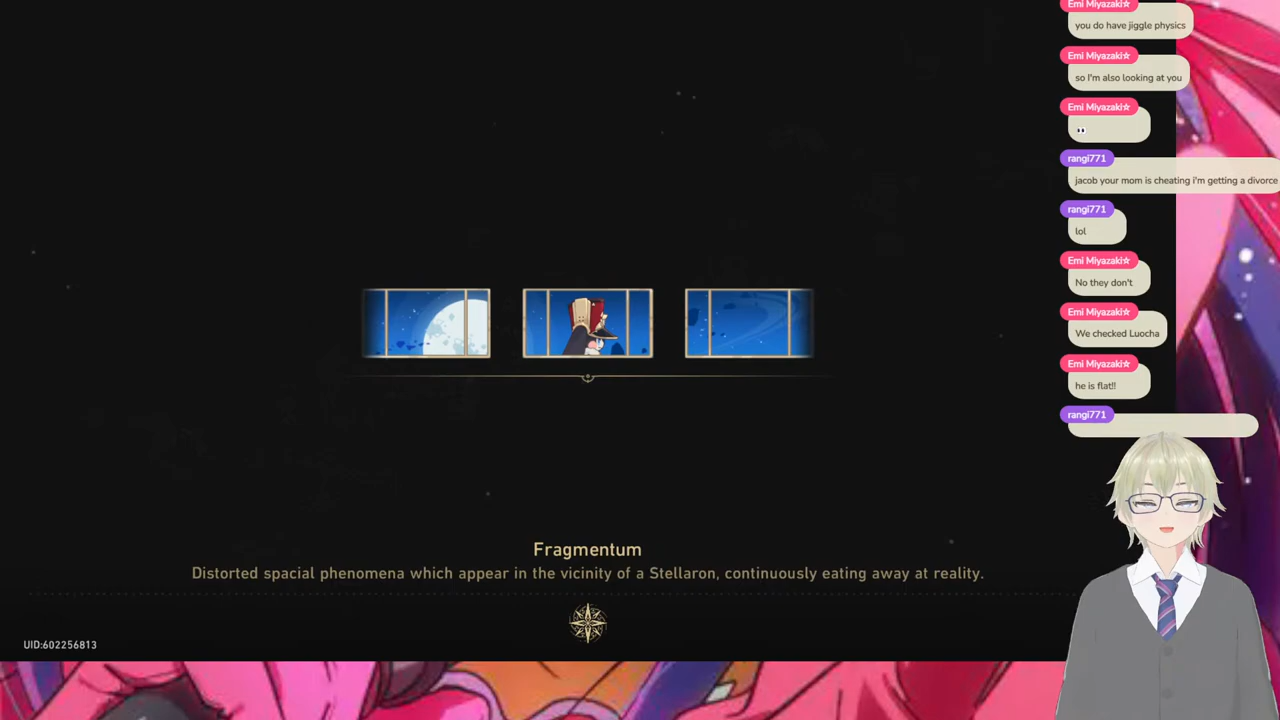 Emi Miyazaki☆
you do have jiggle physics
Emi Miyazaki☆
so I'm also looking at you
Emi Miyazaki☆
👀
rangi771
jacob your mom is cheating i'm getting a divorce
rangi771
lol
Emi Miyazaki☆
No they don't
Emi Miyazaki☆
We checked Luocha
Emi Miyazaki☆
he is flat!!
rangi771
Fragmentum
Distorted spacial phenomena which appear in the vicinity of a Stellaron, continuously eating away at reality.
UID:602256813